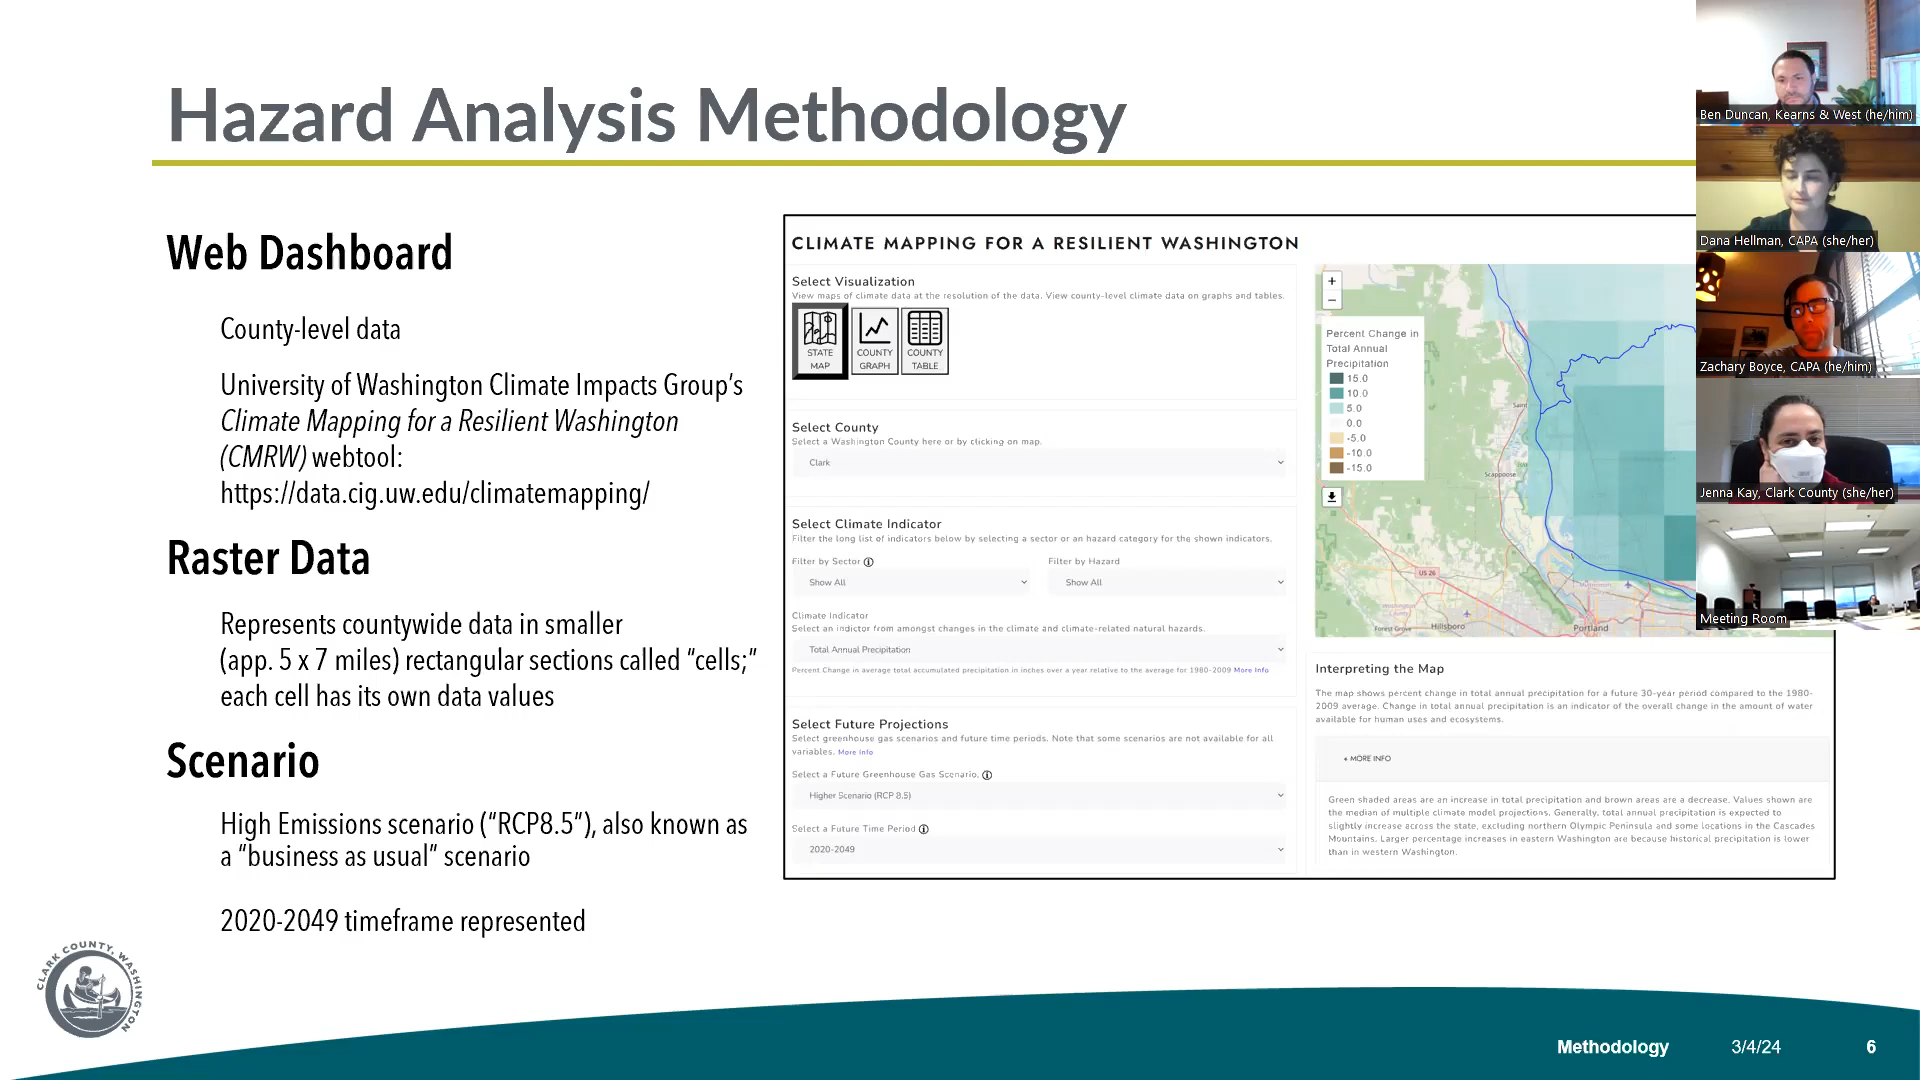 Hazard Analysis Methodology
Web Dashboard
County-level data
University of Washington Climate Impacts Group’s
Climate Mapping for a Resilient Washington
(CMRW) webtool:
https://data.cig.uw.edu/climatemapping/
Raster Data
Represents countywide data in smaller
(app. 5 x 7 miles) rectangular sections called “cells;”
each cell has its own data values
Scenario
High Emissions scenario (“RCP8.5”), also known as
a “business as usual” scenario
2020-2049 timeframe represented
CLIMATE MAPPING FOR A RESILIENT WASHINGTON
Select Visualization
View maps of climate data at the resolution of the data. View county-level climate data on graphs and tables.
STATE MAP
COUNTY GRAPH
COUNTY TABLE
Select County
Select a Washington County here or by clicking on map.
Clark
Select Climate Indicator
Filter the long list of indicators below by selecting a sector or an hazard category for the shown indicators.
Filter by Sector
Filter by Hazard
Show All
Show All
Climate Indicator
Select an indictor from amongst changes in the climate and climate-related natural hazards.
Total Annual Precipitation
Percent Change in average total accumulated precipitation in inches over a year relative to the average for 1980-2009 More Info
Select Future Projections
Select greenhouse gas scenarios and future time periods. Note that some scenarios are not available for all
variables. More Info
Select a Future Greenhouse Gas Scenario.
Higher Scenario (RCP 8.5)
Select a Future Time Period
2020-2049
+
−
Percent Change in
Total Annual
Precipitation
15.0
10.0
5.0
0.0
-5.0
-10.0
-15.0
Saint
Scappoose
US 26
Washington
County
Forest Grove
Hillsboro
Portland
Interpreting the Map
The map shows percent change in total annual precipitation for a future 30-year period compared to the 1980-
2009 average. Change in total annual precipitation is an indicator of the overall change in the amount of water
available for human uses and ecosystems.
+ MORE INFO
Green shaded areas are an increase in total precipitation and brown areas are a decrease. Values shown are
the median of multiple climate model projections. Generally, total annual precipitation is expected to
slightly increase across the state, excluding northern Olympic Peninsula and some locations in the Cascades
Mountains. Larger percentage increases in eastern Washington are because historical precipitation is lower
than in western Washington.
Ben Duncan, Kearns & West (he/him)
Dana Hellman, CAPA (she/her)
Zachary Boyce, CAPA (he/him)
Jenna Kay, Clark County (she/her)
Meeting Room
CLARK COUNTY, WASHINGTON
Methodology
3/4/24
6